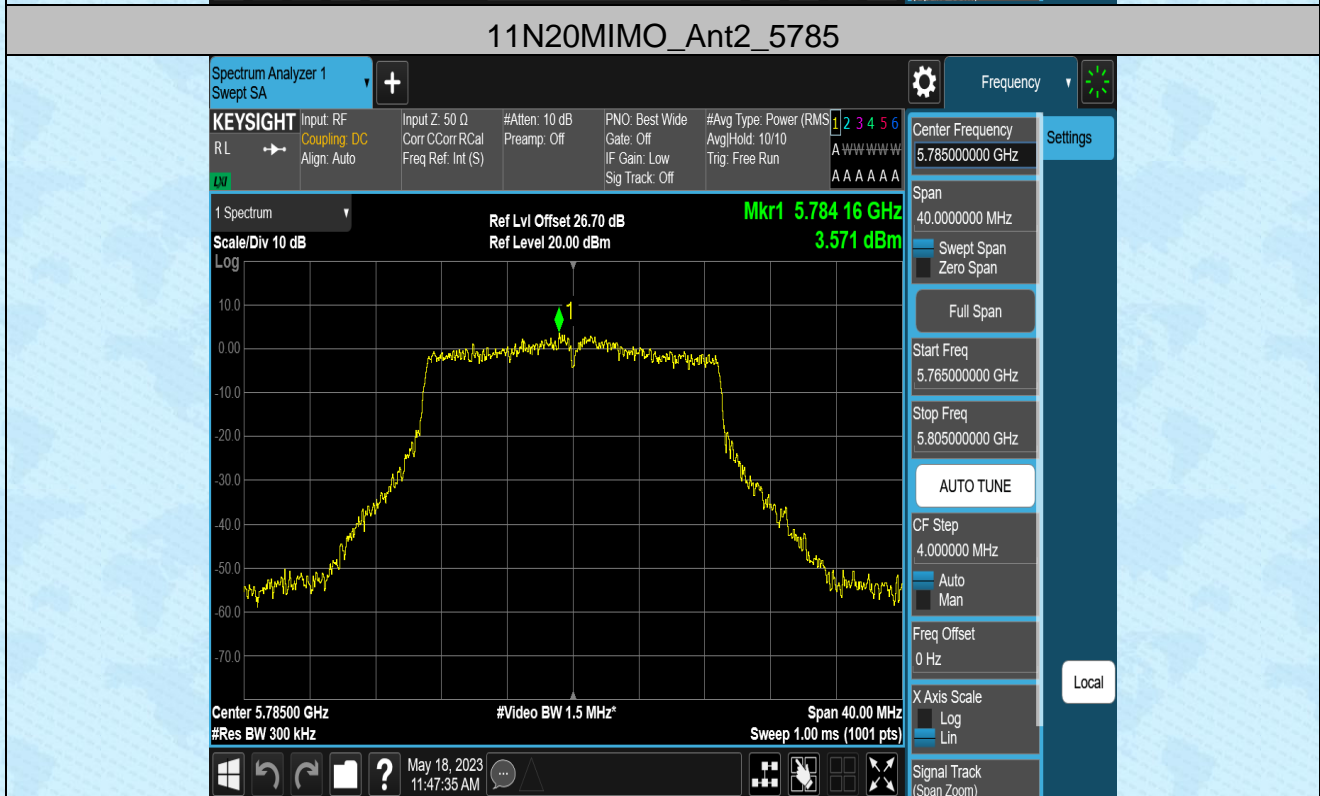 11N20MIMO_Ant2_5785
Spectrum Analyzer 1
Swept SA
+
Frequency
KEYSIGHT
RL
LXI
Input: RF
Coupling: DC
Align: Auto
Input Z: 50 Ω
Corr CCorr RCal
Freq Ref: Int (S)
#Atten: 10 dB
Preamp: Off
PNO: Best Wide
Gate: Off
IF Gain: Low
Sig Track: Off
#Avg Type: Power (RMS
Avg|Hold: 10/10
Trig: Free Run
1 2 3 4 5 6
A W W W W W
A A A A A A
1 Spectrum
Scale/Div 10 dB
Log
Ref Lvl Offset 26.70 dB
Ref Level 20.00 dBm
Mkr1 5.784 16 GHz
3.571 dBm
1
10.0
0.00
-10.0
-20.0
-30.0
-40.0
-50.0
-60.0
-70.0
Center 5.78500 GHz
#Res BW 300 kHz
#Video BW 1.5 MHz*
Span 40.00 MHz
Sweep 1.00 ms (1001 pts)
Center Frequency
5.785000000 GHz
Settings
Span
40.0000000 MHz
Swept Span
Zero Span
Full Span
Start Freq
5.765000000 GHz
Stop Freq
5.805000000 GHz
AUTO TUNE
CF Step
4.000000 MHz
Auto
Man
Freq Offset
0 Hz
X Axis Scale
Log
Lin
Local
Signal Track
(Span Zoom)
?
May 18, 2023
11:47:35 AM